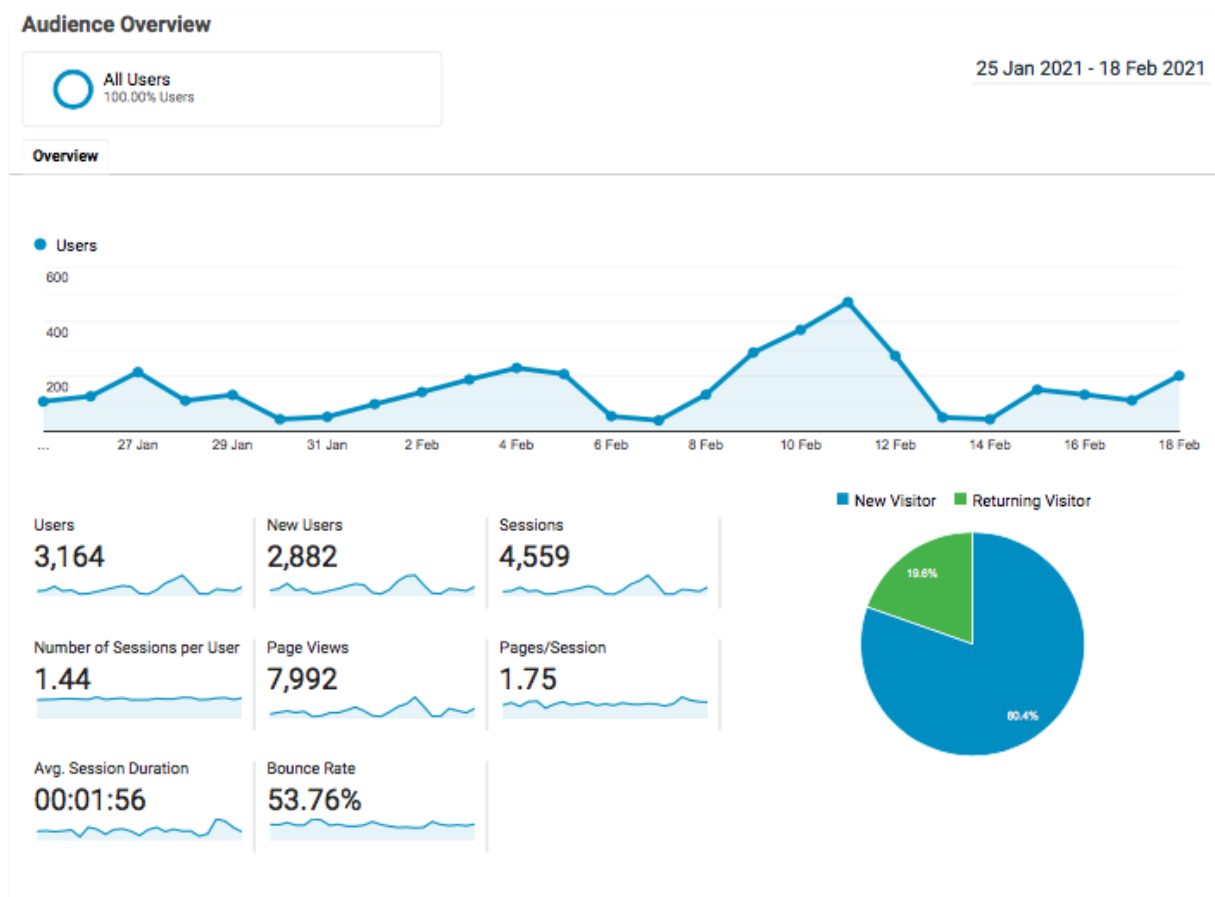 Audience Overview
All Users
100.00% Users
25 Jan 2021 - 18 Feb 2021
Overview
Users
600
400
200
... 27 Jan 29 Jan 31 Jan 2 Feb 4 Feb 6 Feb 8 Feb 10 Feb 12 Feb 14 Feb 16 Feb 18 Feb
New Visitor Returning Visitor
Users
3,164
New Users
2,882
Sessions
4,559
Number of Sessions per User
1.44
Page Views
7,992
Pages/Session
1.75
Avg. Session Duration
00:01:56
Bounce Rate
53.76%
19.6%
80.4%